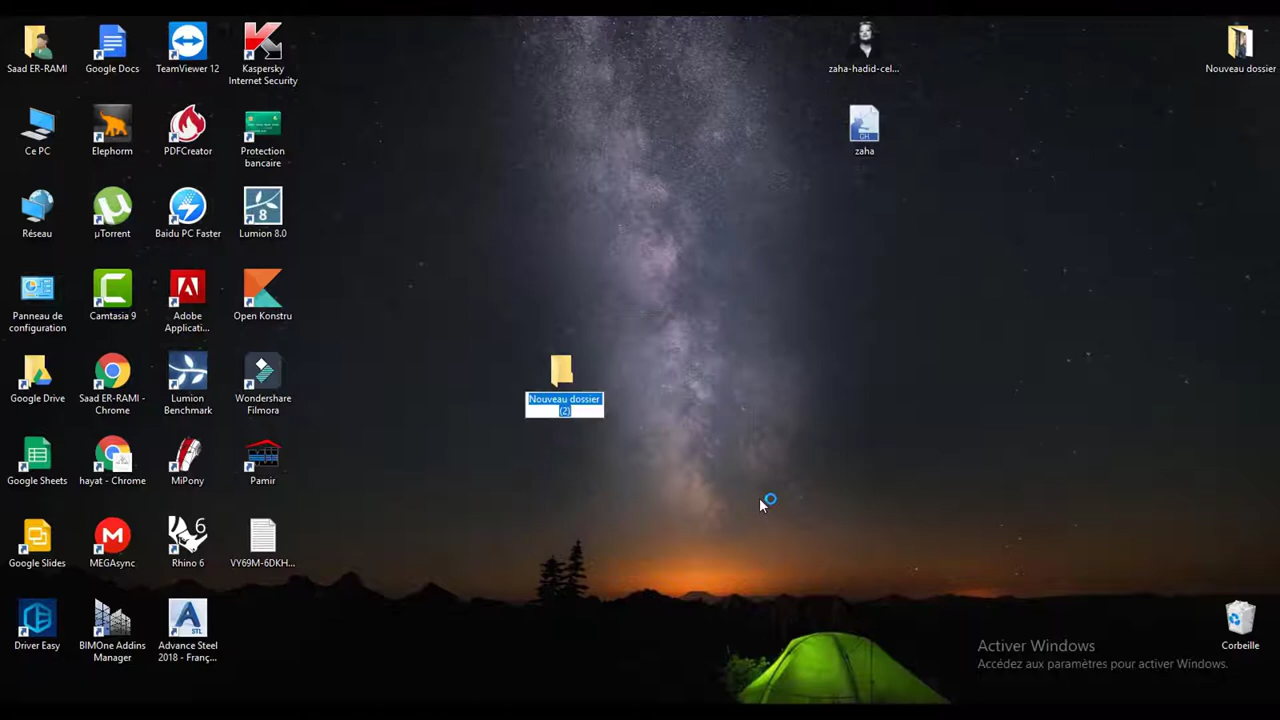 Saad ER-RAMI
Google Docs
TeamViewer 12
Kaspersky
Internet Security
Ce PC
Elephorm
PDFCreator
Protection
bancaire
Réseau
µTorrent
Baidu PC Faster
8
Lumion 8.0
Panneau de
configuration
Camtasia 9
Adobe
Applicati...
Open Konstru
Google Drive
Saad ER-RAMI -
Chrome
Lumion
Benchmark
Wondershare
Filmora
Google Sheets
hayat - Chrome
MiPony
Pamir
Google Slides
MEGAsync
6
Rhino 6
VY69M-6DKH...
Driver Easy
BIMOne Addins
Manager
STL
Advance Steel
2018 - Franç...
Nouveau dossier
(2)
zaha-hadid-cel...
GH
zaha
Nouveau dossier
Corbeille
Activer Windows
Accédez aux paramètres pour activer Windows.